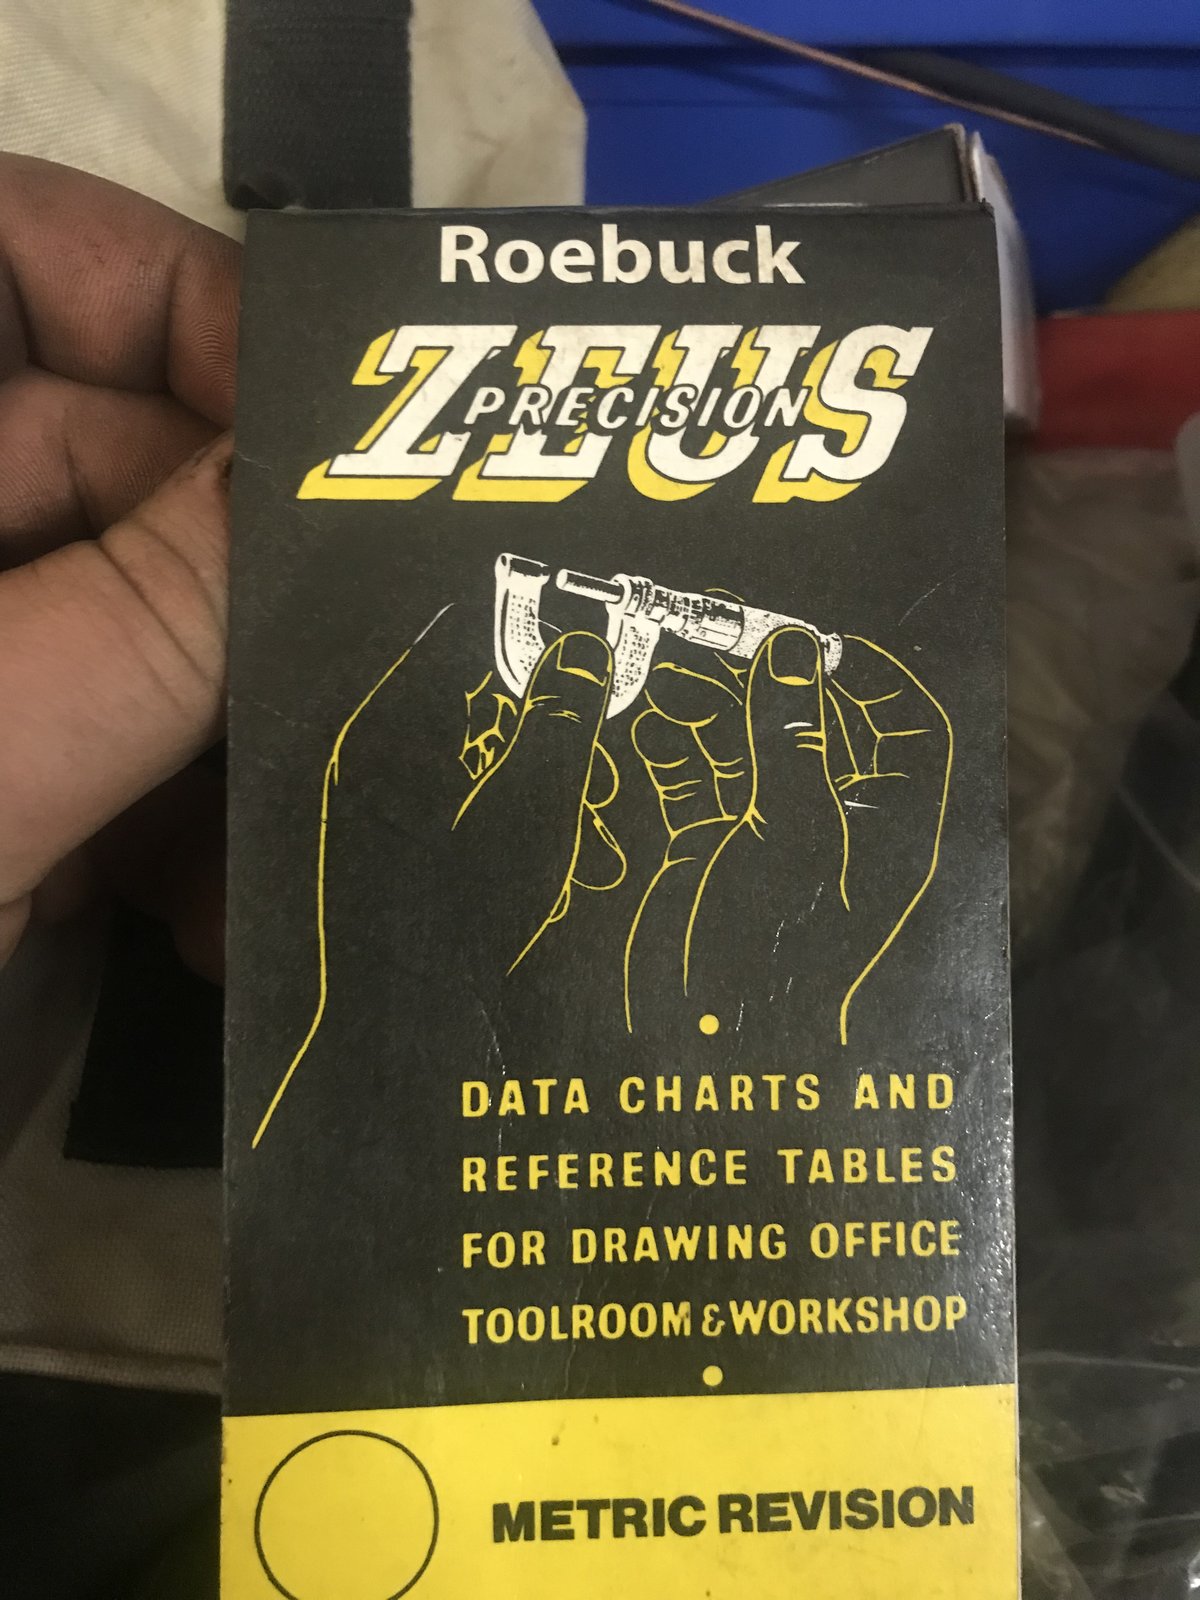 Roebuck
ZEUS
PRECISION
DATA CHARTS AND
REFERENCE TABLES
FOR DRAWING OFFICE
TOOLROOM & WORKSHOP
METRIC REVISION